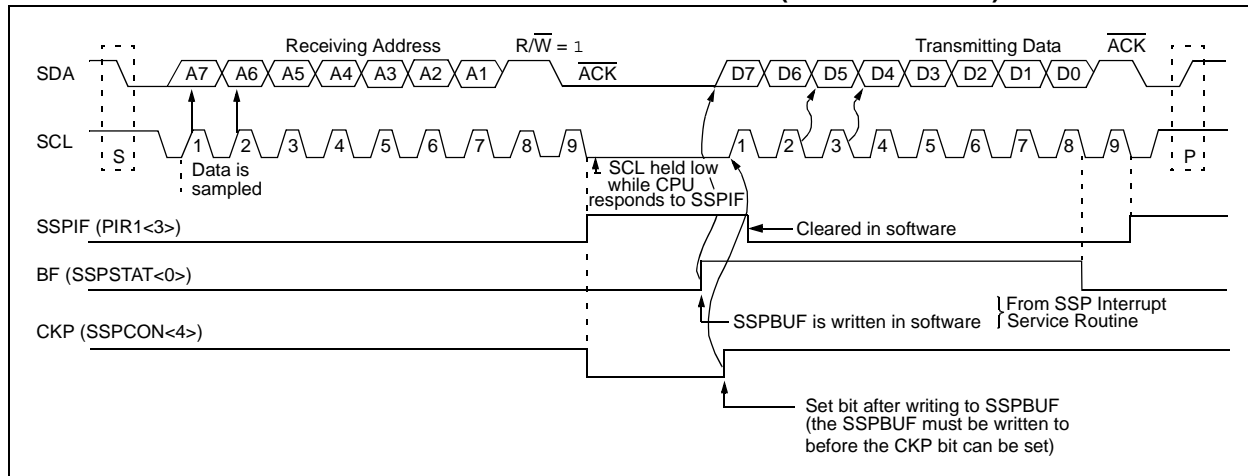 Receiving Address
R/W = 1
Transmitting Data
ACK
SDA
A7 A6 A5 A4 A3 A2 A1
ACK
D7 D6 D5 D4 D3 D2 D1 D0
SCL
S
1 2 3 4 5 6 7 8 9
1 2 3 4 5 6 7 8 9
P
Data is
sampled
SCL held low
while CPU
responds to SSPIF
SSPIF (PIR1<3>)
Cleared in software
BF (SSPSTAT<0>)
SSPBUF is written in software
From SSP Interrupt
Service Routine
CKP (SSPCON<4>)
Set bit after writing to SSPBUF
(the SSPBUF must be written to
before the CKP bit can be set)